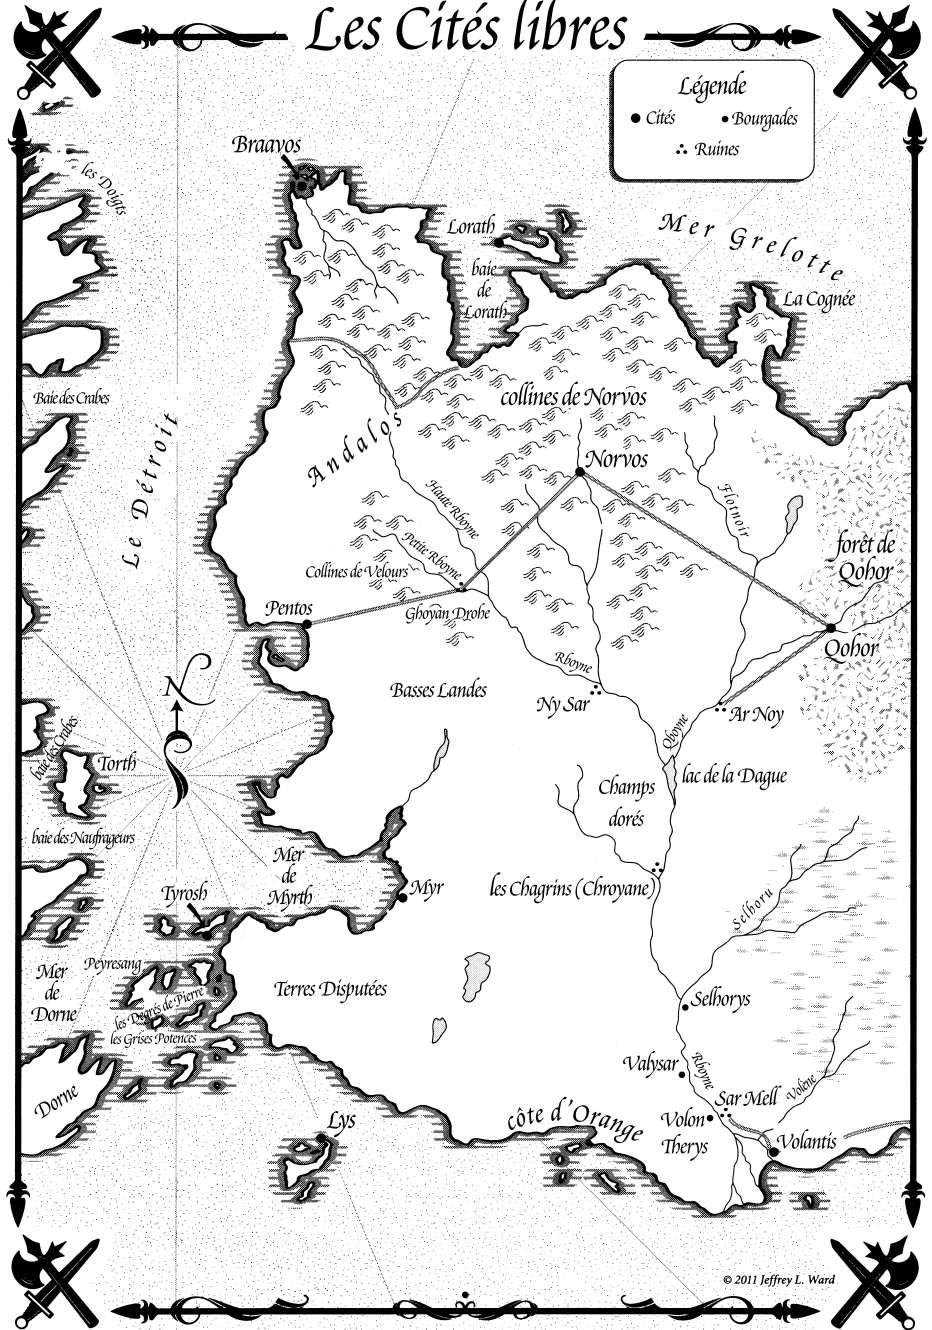 Les Cités libres
Légende
Cités
Bourgades
Ruines
Braavos
les Doigts
Lorath
baie
de
Lorath
Mer Grelotte
La Cognée
Baie des Crabes
Le Détroit
Andalos
collines de Norvos
Norvos
Haute Rhoyne
Petite Rhoyne
Flotnoir
forêt de
Qohor
Collines de Velours
Pentos
Ghoyan Drohe
Qohor
Rhoyne
Basses Landes
Ny Sar
Ar Noy
Qhoyne
baie des Crabes
Torth
lac de la Dague
Champs
dorés
baie des Naufrageurs
Mer
de
Myrth
Myr
les Chagrins (Chroyane)
Tyrosh
Selhoru
Peyresang
Mer
de
Dorne
Terres Disputées
les Degrés de Pierre
les Grises Potences
Selhorys
Valysar
Rhoyne
Dorne
Sar Mell
Volène
Lys
côte d'Orange
Volon
Therys
Volantis
© 2011 Jeffrey L. Ward